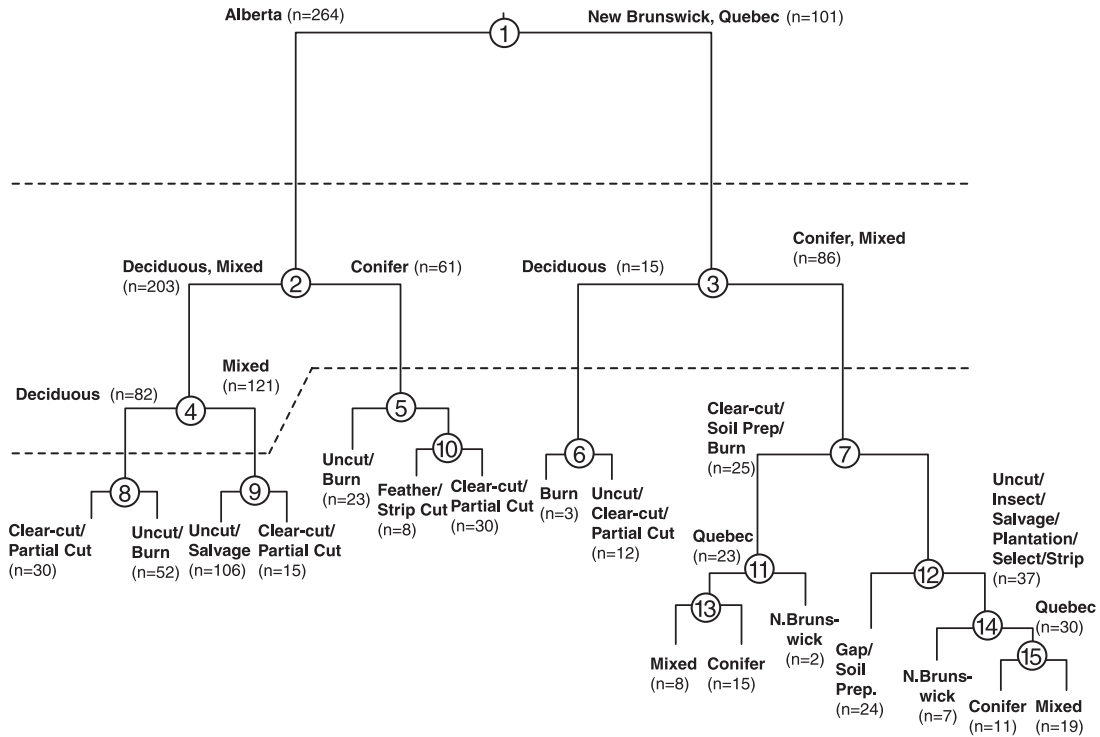 Alberta (n=264)
New Brunswick, Quebec (n=101)
1
Deciduous, Mixed
(n=203)
Conifer (n=61)
2
Deciduous (n=15)
Conifer, Mixed
(n=86)
3
Deciduous (n=82)
Mixed
(n=121)
4
5
Clear-cut/
Soil Prep/
Burn
(n=25)
6
7
Uncut/
Burn
(n=23)
10
Feather/
Strip Cut
(n=8)
Clear-cut/
Partial Cut
(n=30)
Burn
(n=3)
Uncut/
Clear-cut/
Partial Cut
(n=12)
8
9
Clear-cut/
Partial Cut
(n=30)
Uncut/
Burn
(n=52)
Uncut/
Salvage
(n=106)
Clear-cut/
Partial Cut
(n=15)
Uncut/
Insect/
Salvage/
Plantation/
Select/Strip
(n=37)
Quebec
(n=23)
11
12
13
N.Bruns-
wick
(n=2)
Quebec
(n=30)
14
15
Mixed
(n=8)
Conifer
(n=15)
Gap/
Soil
Prep.
(n=24)
N.Bruns-
wick
(n=7)
Conifer
(n=11)
Mixed
(n=19)